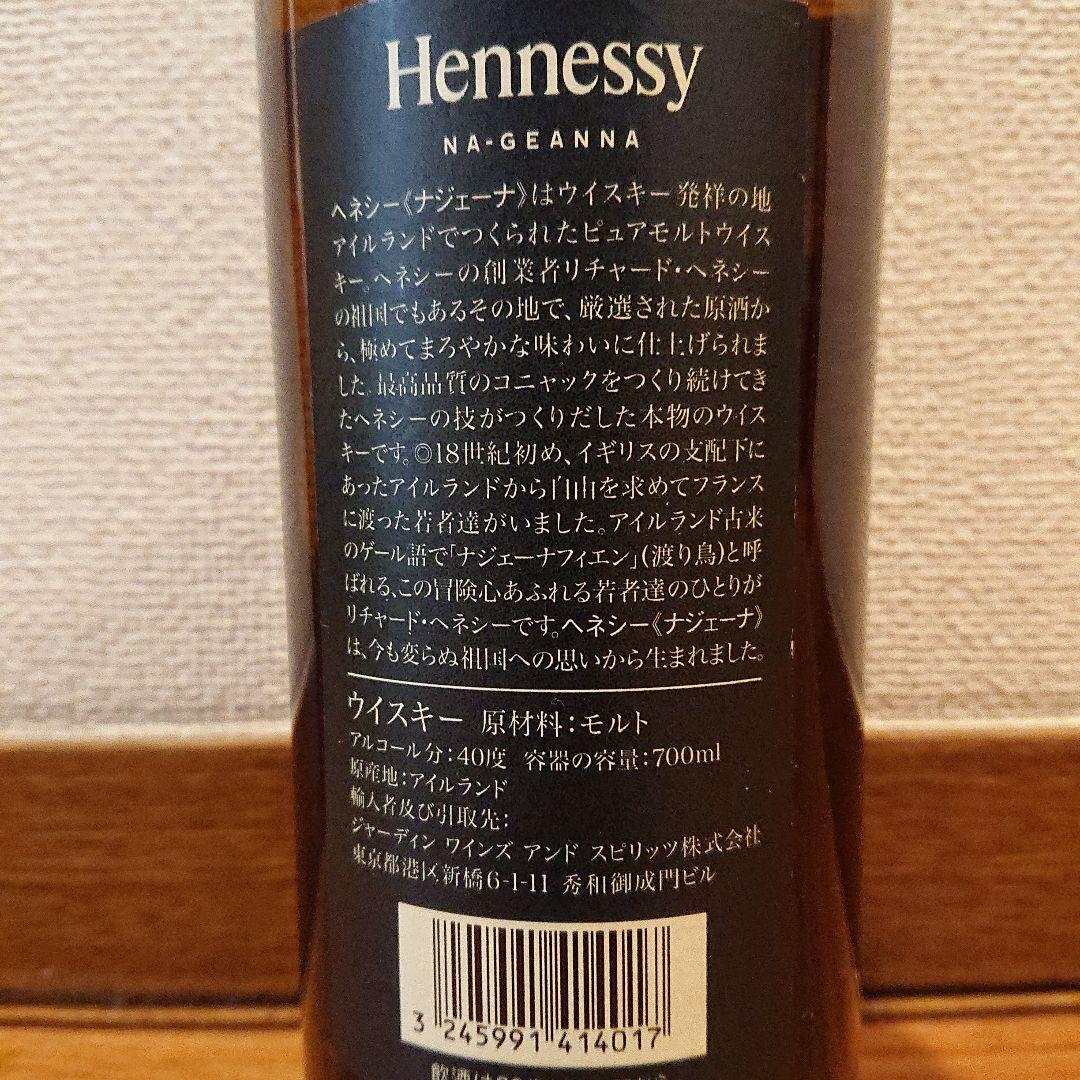 Hennessy
NA-GEANNA
ヘネシー《ナジェーナ》はウイスキー発祥の地
アイルランドでつくられたピュアモルトウイス
キー。ヘネシーの創業者リチャード・ヘネシー
の祖国でもあるその地で、厳選された原酒か
ら、極めてまろやかな味わいに仕上げられま
した。最高品質のコニャックをつくり続けてき
たヘネシーの技がつくりだした本物のウイス
キーです。◎18世紀初め、イギリスの支配下に
あったアイルランドから自由を求めてフランス
に渡った若者達がいました。アイルランド古来
のゲール語で「ナジェーナフィエン」(渡り鳥)と呼
ばれる、この冒険心あふれる若者達のひとりが
リチャード・ヘネシーです。ヘネシー《ナジェーナ》
は、今も変らぬ祖国への思いから生まれました。
ウイスキー 原材料:モルト
アルコール分:40度 容器の容量:700ml
原産地:アイルランド
輸入者及び引取先:
ジャーディン ワインズ アンド スピリッツ株式会社
東京都港区新橋6-1-11 秀和御成門ビル
3 245991 414017
飲酒は